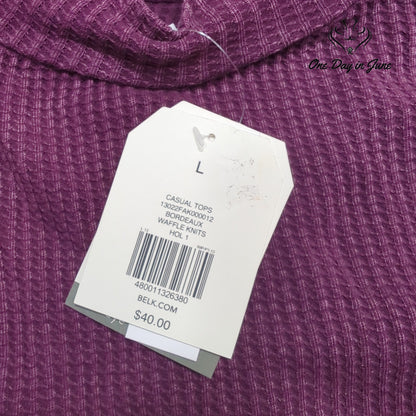 One Day in June
L
CASUAL TOPS
13022FAK000012
BORDEAUX
WAFFLE KNITS
HOL 1
480011326380
BELK.COM
$40.00